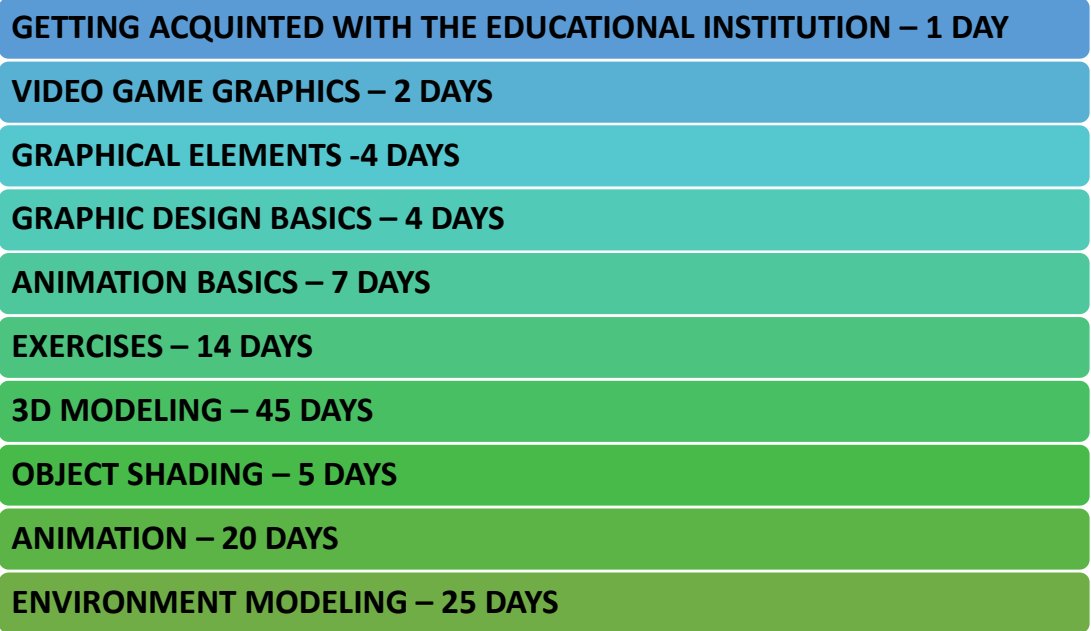 GETTING ACQUINTED WITH THE EDUCATIONAL INSTITUTION – 1 DAY
VIDEO GAME GRAPHICS – 2 DAYS
GRAPHICAL ELEMENTS -4 DAYS
GRAPHIC DESIGN BASICS – 4 DAYS
ANIMATION BASICS – 7 DAYS
EXERCISES – 14 DAYS
3D MODELING – 45 DAYS
OBJECT SHADING – 5 DAYS
ANIMATION – 20 DAYS
ENVIRONMENT MODELING – 25 DAYS